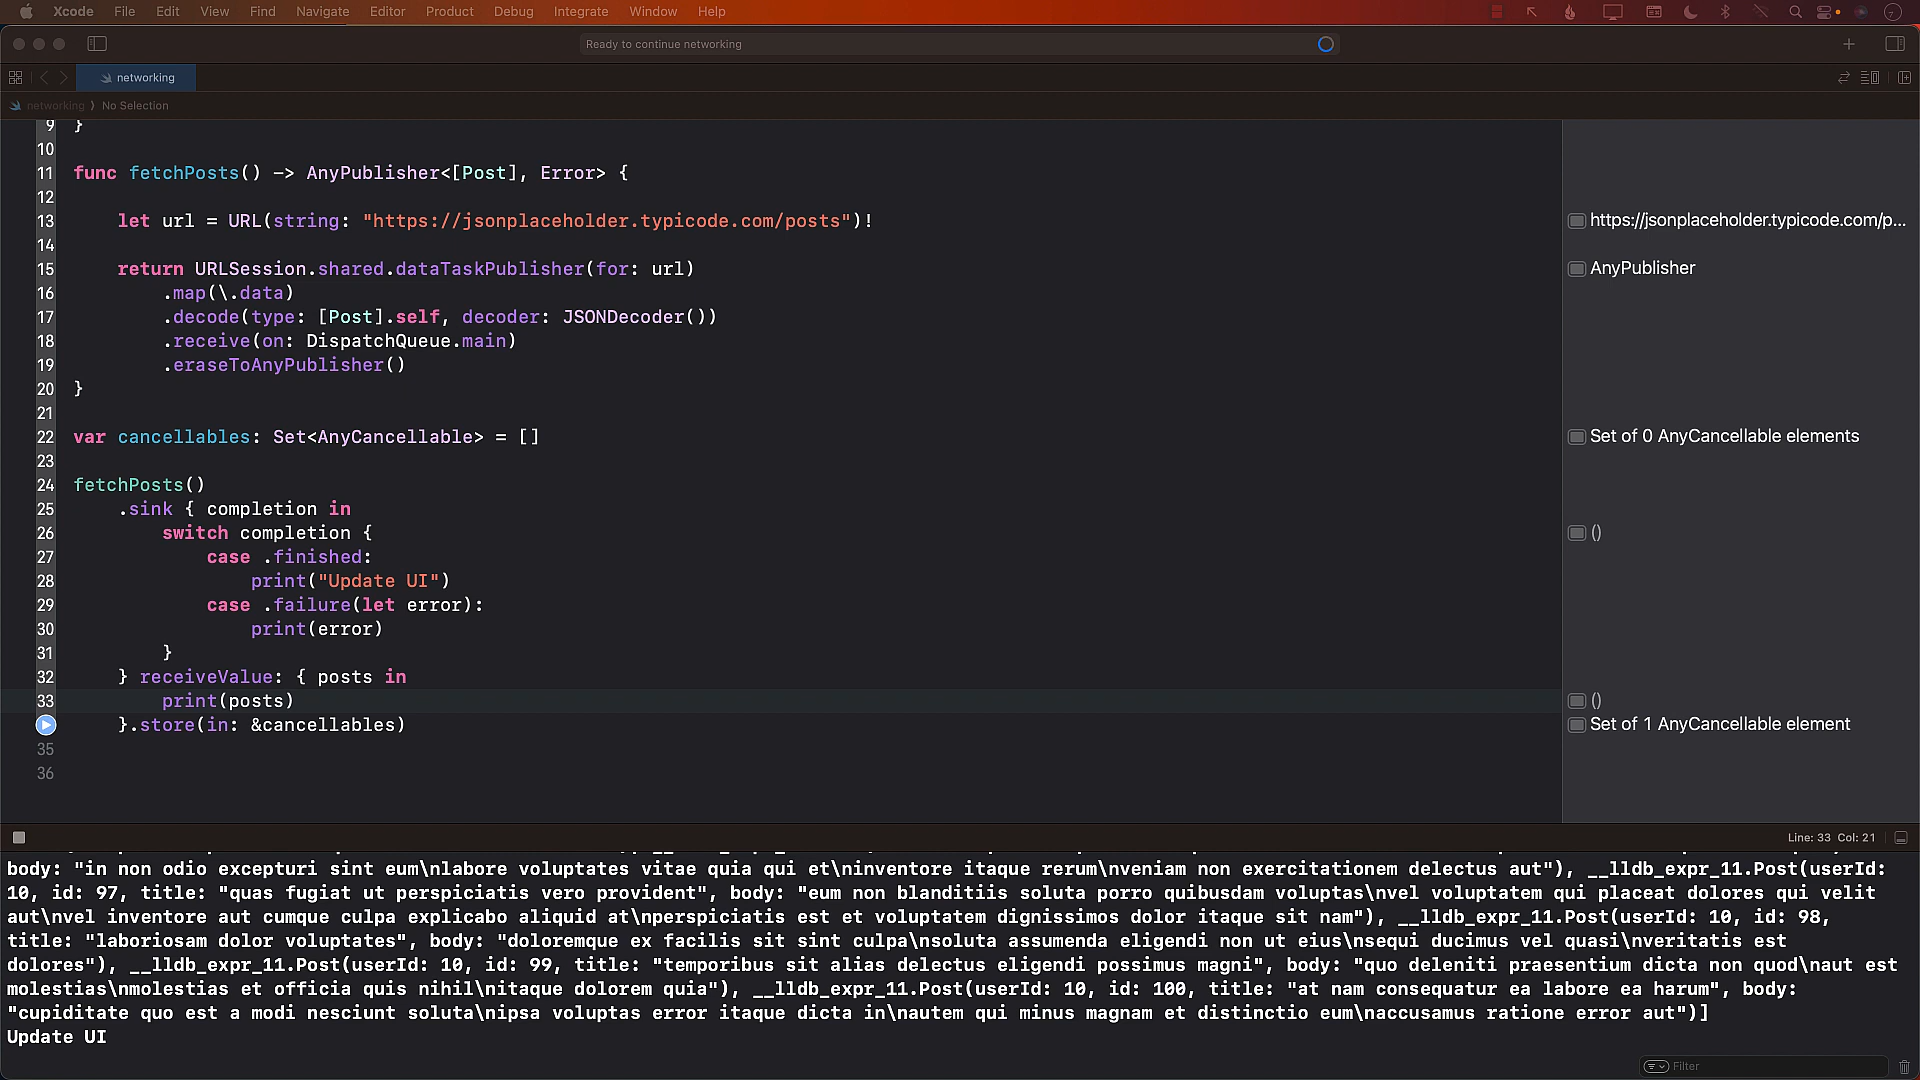 Xcode File Edit View Find Navigate Editor Product Debug Integrate Window Help
Ready to continue networking
networking
networking ⟩ No Selection
9 }
10
11 func fetchPosts() -> AnyPublisher<[Post], Error> {
12
13 let url = URL(string: "https://jsonplaceholder.typicode.com/posts")!
https://jsonplaceholder.typicode.com/p...
14
15 return URLSession.shared.dataTaskPublisher(for: url)
AnyPublisher
16 .map(\.data)
17 .decode(type: [Post].self, decoder: JSONDecoder())
18 .receive(on: DispatchQueue.main)
19 .eraseToAnyPublisher()
20 }
21
22 var cancellables: Set<AnyCancellable> = []
Set of 0 AnyCancellable elements
23
24 fetchPosts()
25 .sink { completion in
26 switch completion {
()
27 case .finished:
28 print("Update UI")
29 case .failure(let error):
30 print(error)
31 }
32 } receiveValue: { posts in
33 print(posts)
()
}.store(in: &cancellables)
Set of 1 AnyCancellable element
35
36
Line: 33 Col: 21
body: "in non odio excepturi sint eum\nlabore voluptates vitae quia qui et\ninventore itaque rerum\nveniam non exercitationem delectus aut"), __lldb_expr_11.Post(userId:
10, id: 97, title: "quas fugiat ut perspiciatis vero provident", body: "eum non blanditiis soluta porro quibusdam voluptas\nvel voluptatem qui placeat dolores qui velit
aut\nvel inventore aut cumque culpa explicabo aliquid at\nperspiciatis est et voluptatem dignissimos dolor itaque sit nam"), __lldb_expr_11.Post(userId: 10, id: 98,
title: "laboriosam dolor voluptates", body: "doloremque ex facilis sit sint culpa\nsoluta assumenda eligendi non ut eius\nsequi ducimus vel quasi\nveritatis est
dolores"), __lldb_expr_11.Post(userId: 10, id: 99, title: "temporibus sit alias delectus eligendi possimus magni", body: "quo deleniti praesentium dicta non quod\naut est
molestias\nmolestias et officia quis nihil\nitaque dolorem quia"), __lldb_expr_11.Post(userId: 10, id: 100, title: "at nam consequatur ea labore ea harum", body:
"cupiditate quo est a modi nesciunt soluta\nipsa voluptas error itaque dicta in\nautem qui minus magnam et distinctio eum\naccusamus ratione error aut")]
Update UI
Filter